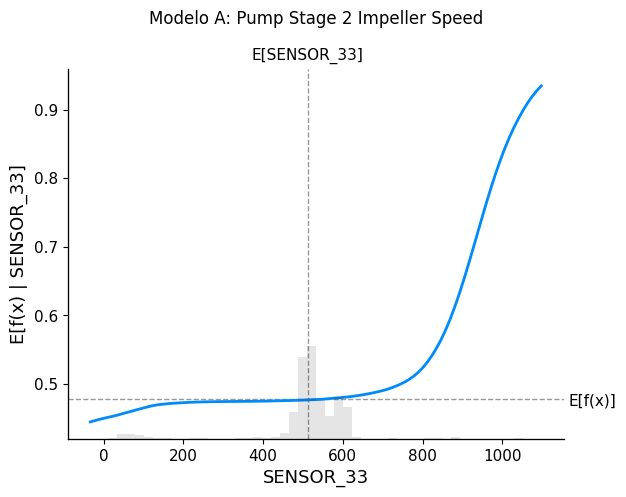 Modelo A: Pump Stage 2 Impeller Speed
E[SENSOR_33]
0.9
0.8
0.7
0.6
0.5
E[f(x) | SENSOR_33]
E[f(x)]
0
200
400
600
800
1000
SENSOR_33